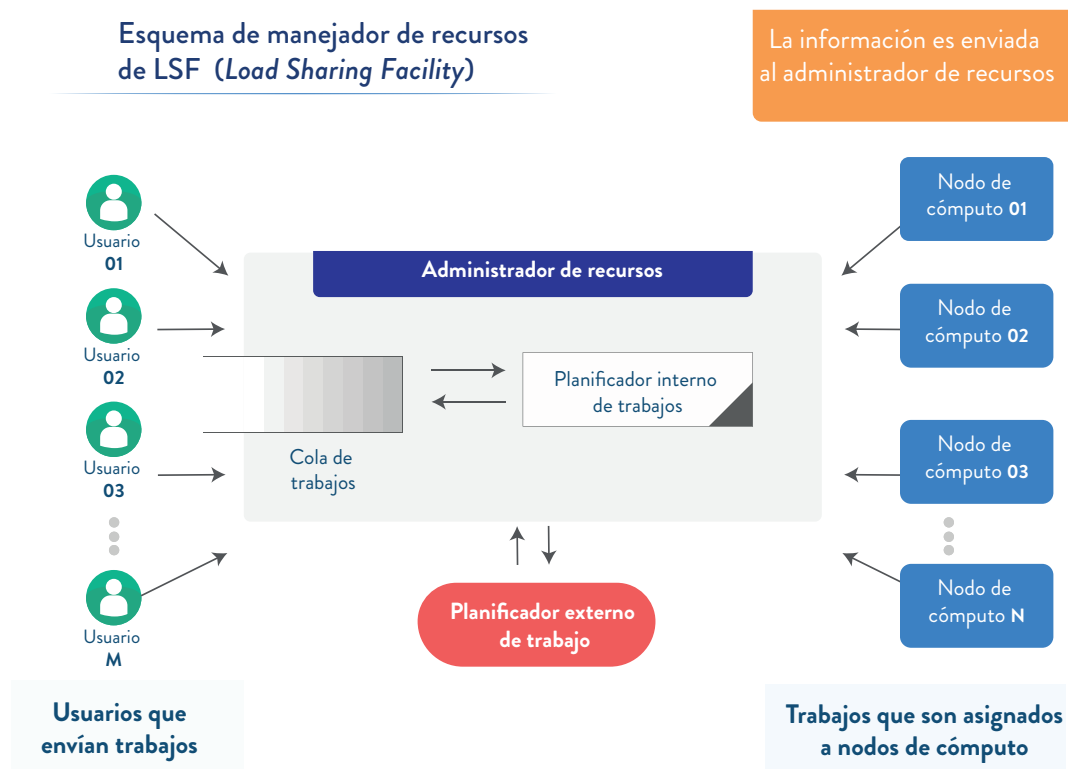 Esquema de manejador de recursos
de LSF (Load Sharing Facility)
La información es enviada
al administrador de recursos
Usuario
01
Usuario
02
Usuario
03
Usuario
M
Usuarios que
envían trabajos
Administrador de recursos
Cola de
trabajos
Planificador interno
de trabajos
Planificador externo
de trabajo
Nodo de
cómputo 01
Nodo de
cómputo 02
Nodo de
cómputo 03
Nodo de
cómputo N
Trabajos que son asignados
a nodos de cómputo